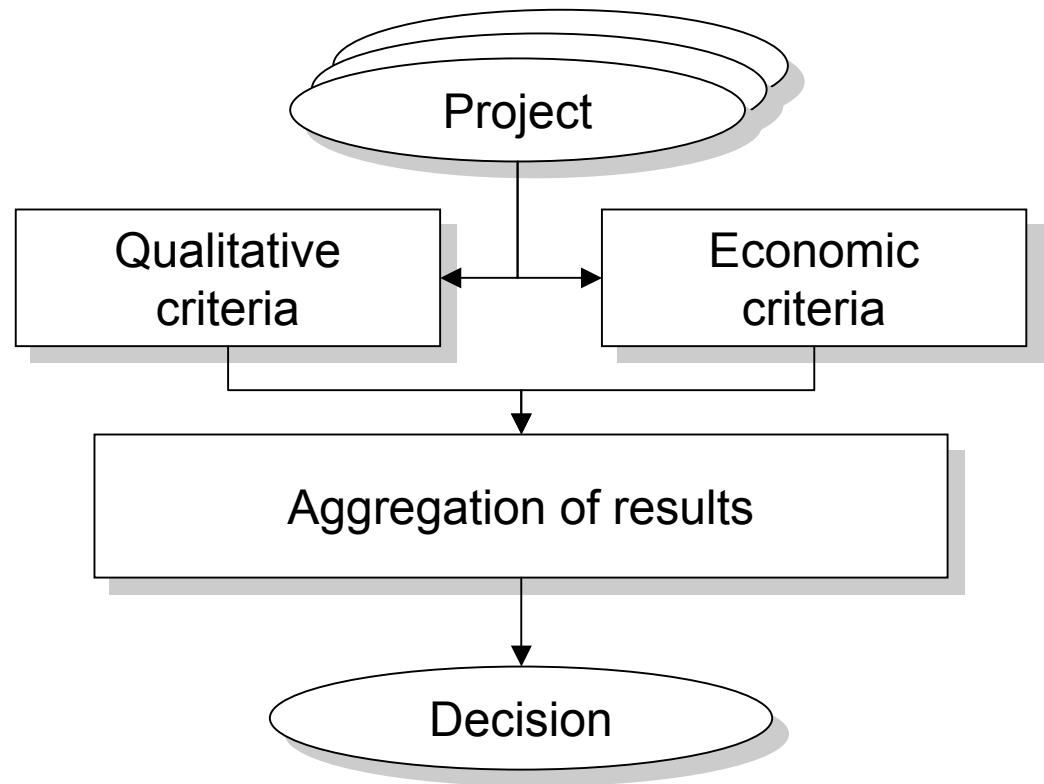 Project
Qualitative
criteria
Economic
criteria
Aggregation of results
Decision